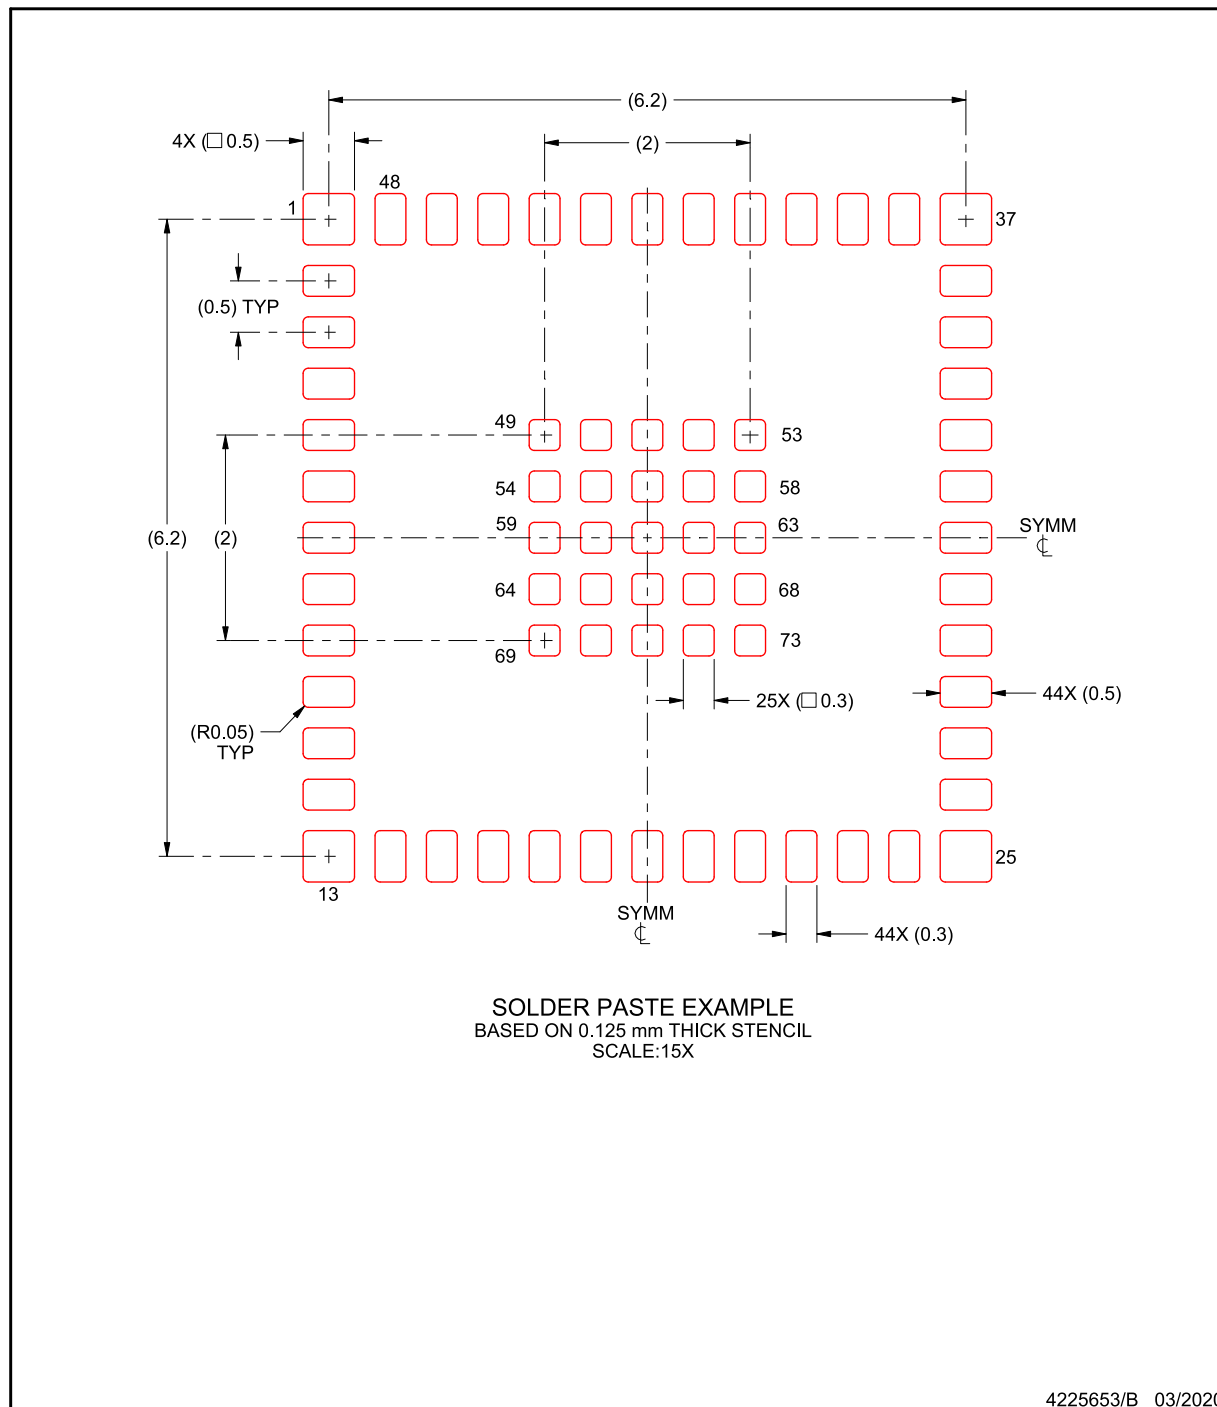 (6.2)
4X (□ 0.5)
(2)
48
1
37
(0.5) TYP
49
53
54
58
59
63
SYMM
℄
(6.2)
(2)
64
68
69
73
25X (□ 0.3)
44X (0.5)
(R0.05)
TYP
25
13
SYMM
℄
44X (0.3)
SOLDER PASTE EXAMPLE
BASED ON 0.125 mm THICK STENCIL
SCALE:15X
4225653/B 03/2020